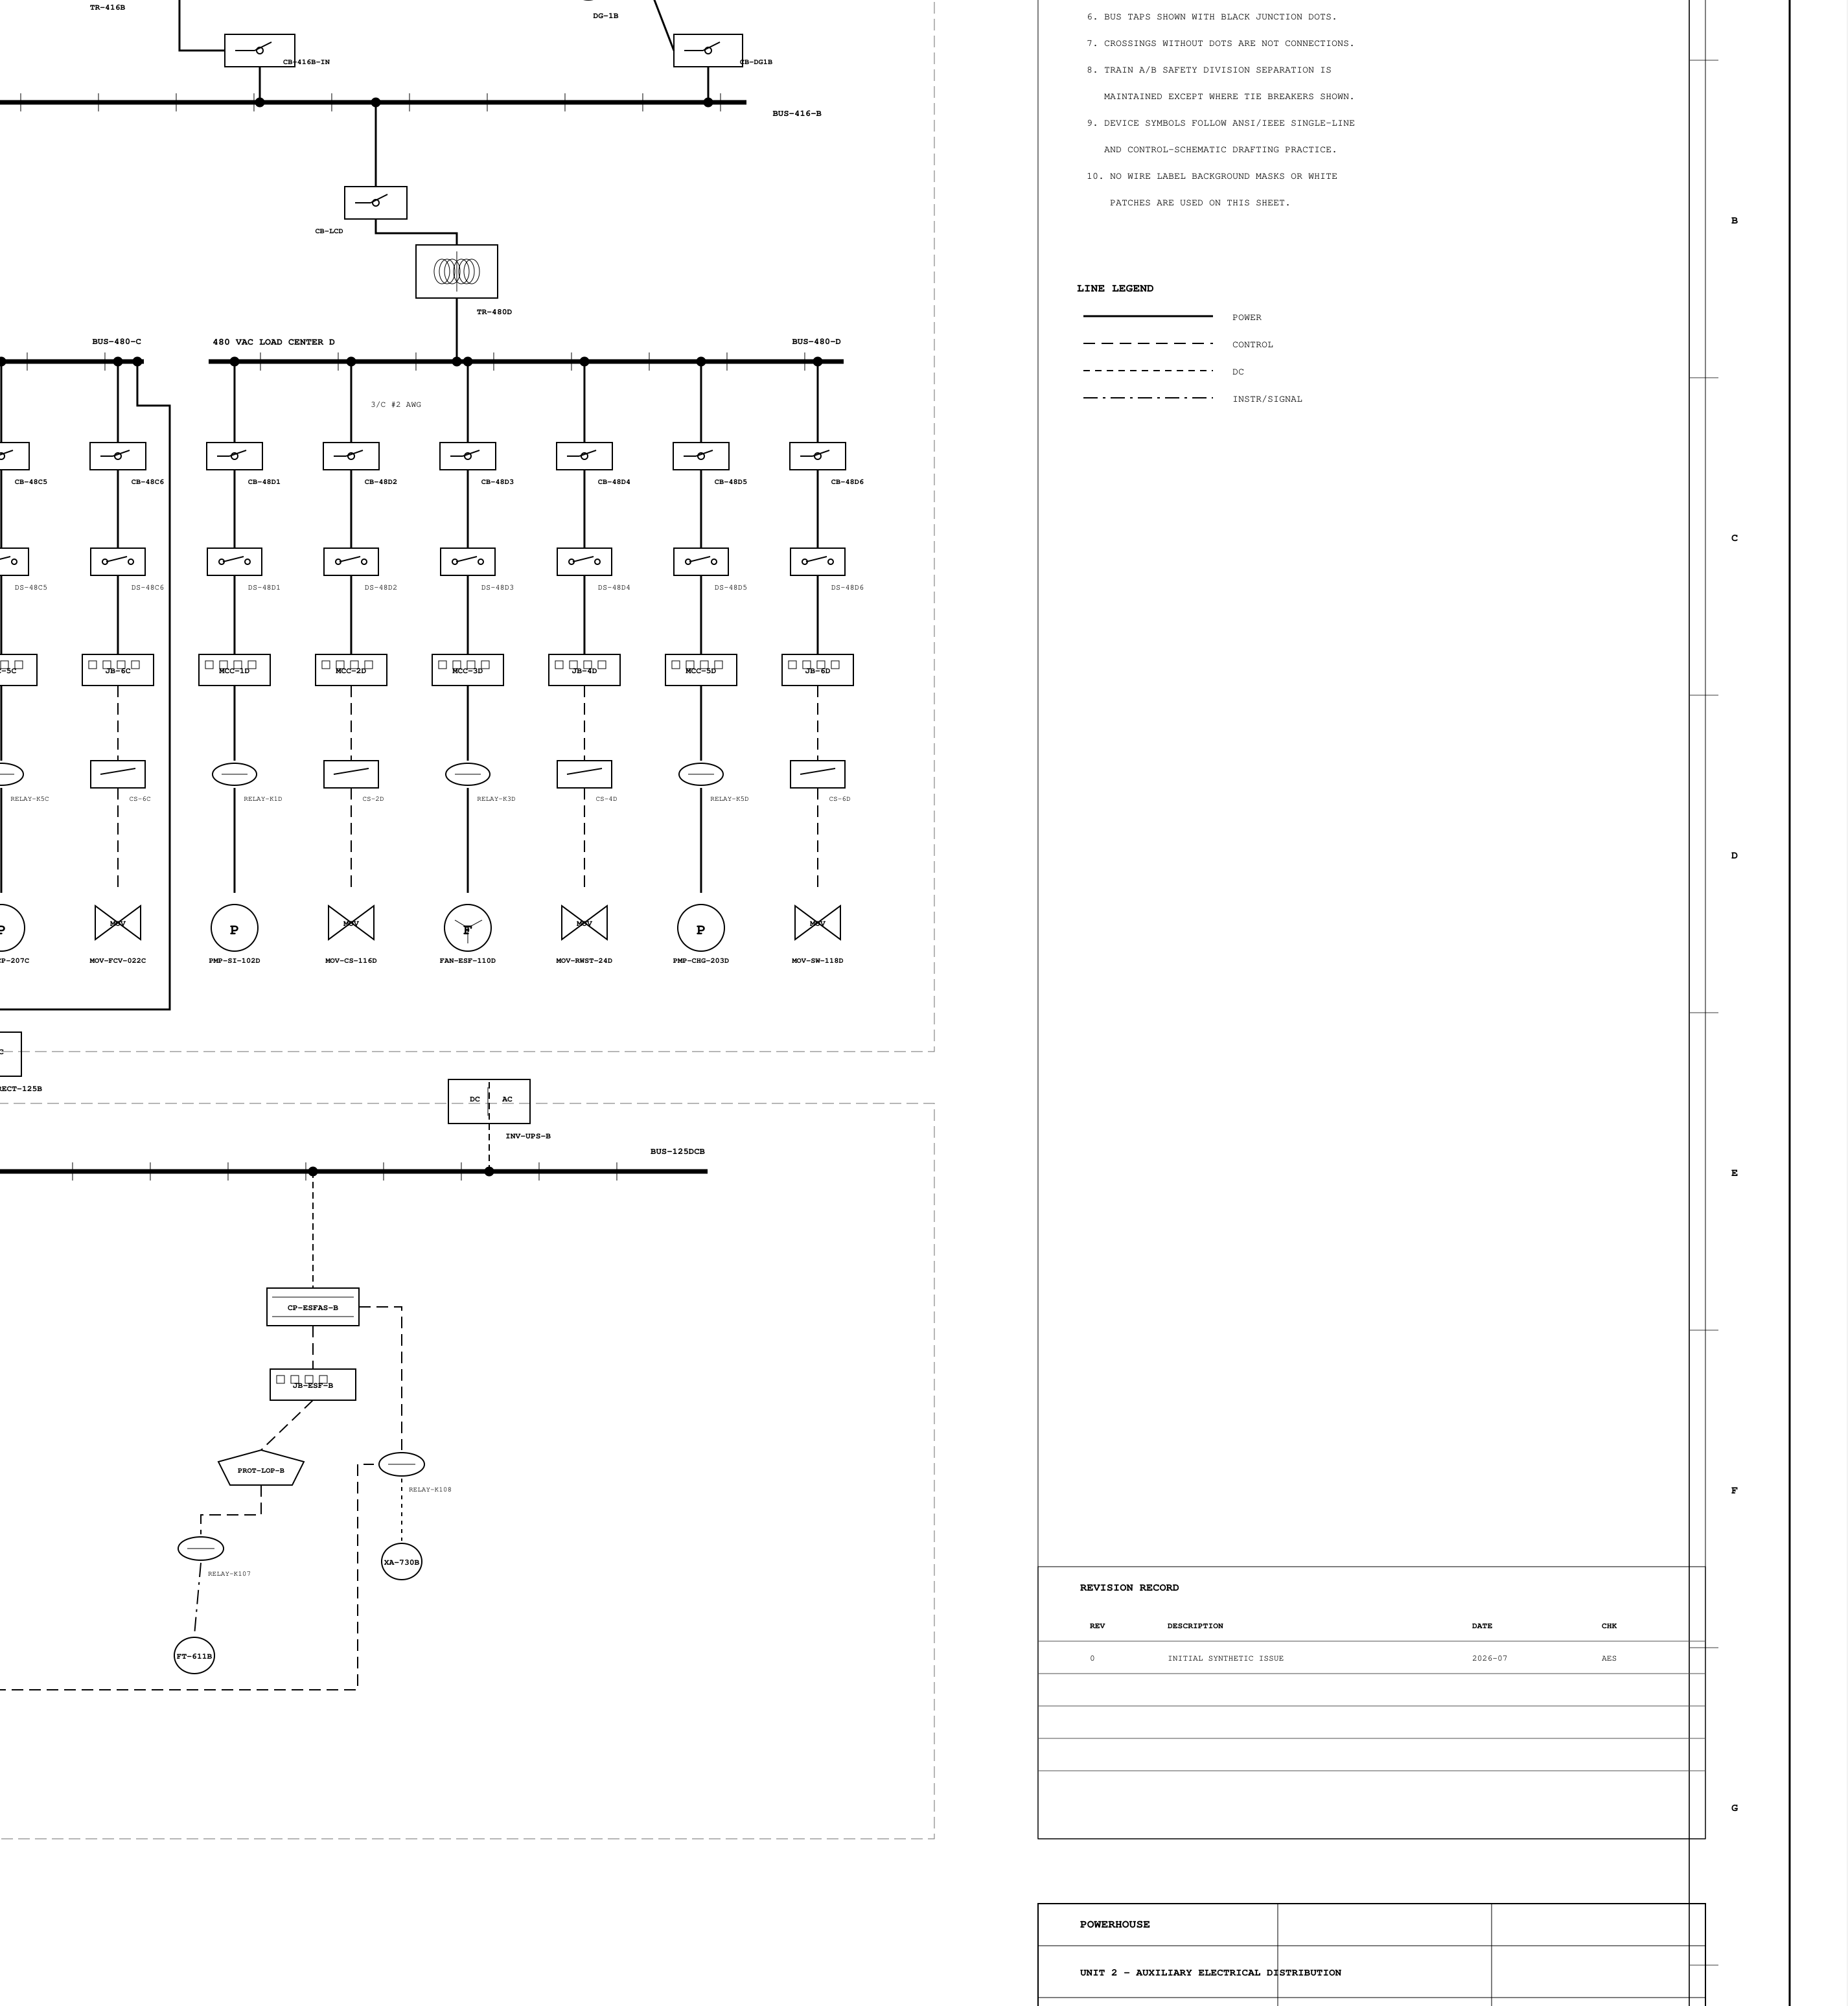 TR-416B
DG-1B
CB-416B-IN
CB-DG1B
BUS-416-B
CB-LCD
TR-480D
BUS-480-C
480 VAC LOAD CENTER D
BUS-480-D
3/C #2 AWG
CB-48C5
CB-48C6
CB-48D1
CB-48D2
CB-48D3
CB-48D4
CB-48D5
CB-48D6
DS-48C5
DS-48C6
DS-48D1
DS-48D2
DS-48D3
DS-48D4
DS-48D5
DS-48D6
-5C
JB-6C
MCC-1D
MCC-2D
MCC-3D
JB-4D
MCC-5D
JB-6D
RELAY-K5C
CS-6C
RELAY-K1D
CS-2D
RELAY-K3D
CS-4D
RELAY-K5D
CS-6D
P
MOV
P
MOV
F
MOV
P
MOV
P-207C
MOV-FCV-022C
PMP-SI-102D
MOV-CS-116D
FAN-ESF-110D
MOV-RWST-24D
PMP-CHG-203D
MOV-SW-118D
C
RECT-125B
DC
AC
INV-UPS-B
BUS-125DCB
CP-ESFAS-B
JB-ESF-B
PROT-LOP-B
RELAY-K108
RELAY-K107
XA-730B
FT-611B
6. BUS TAPS SHOWN WITH BLACK JUNCTION DOTS.
7. CROSSINGS WITHOUT DOTS ARE NOT CONNECTIONS.
8. TRAIN A/B SAFETY DIVISION SEPARATION IS
MAINTAINED EXCEPT WHERE TIE BREAKERS SHOWN.
9. DEVICE SYMBOLS FOLLOW ANSI/IEEE SINGLE-LINE
AND CONTROL-SCHEMATIC DRAFTING PRACTICE.
10. NO WIRE LABEL BACKGROUND MASKS OR WHITE
PATCHES ARE USED ON THIS SHEET.
LINE LEGEND
POWER
CONTROL
DC
INSTR/SIGNAL
B
C
D
E
F
G
REVISION RECORD
REV DESCRIPTION DATE CHK
0 INITIAL SYNTHETIC ISSUE 2026-07 AES
POWERHOUSE
UNIT 2 - AUXILIARY ELECTRICAL DISTRIBUTION